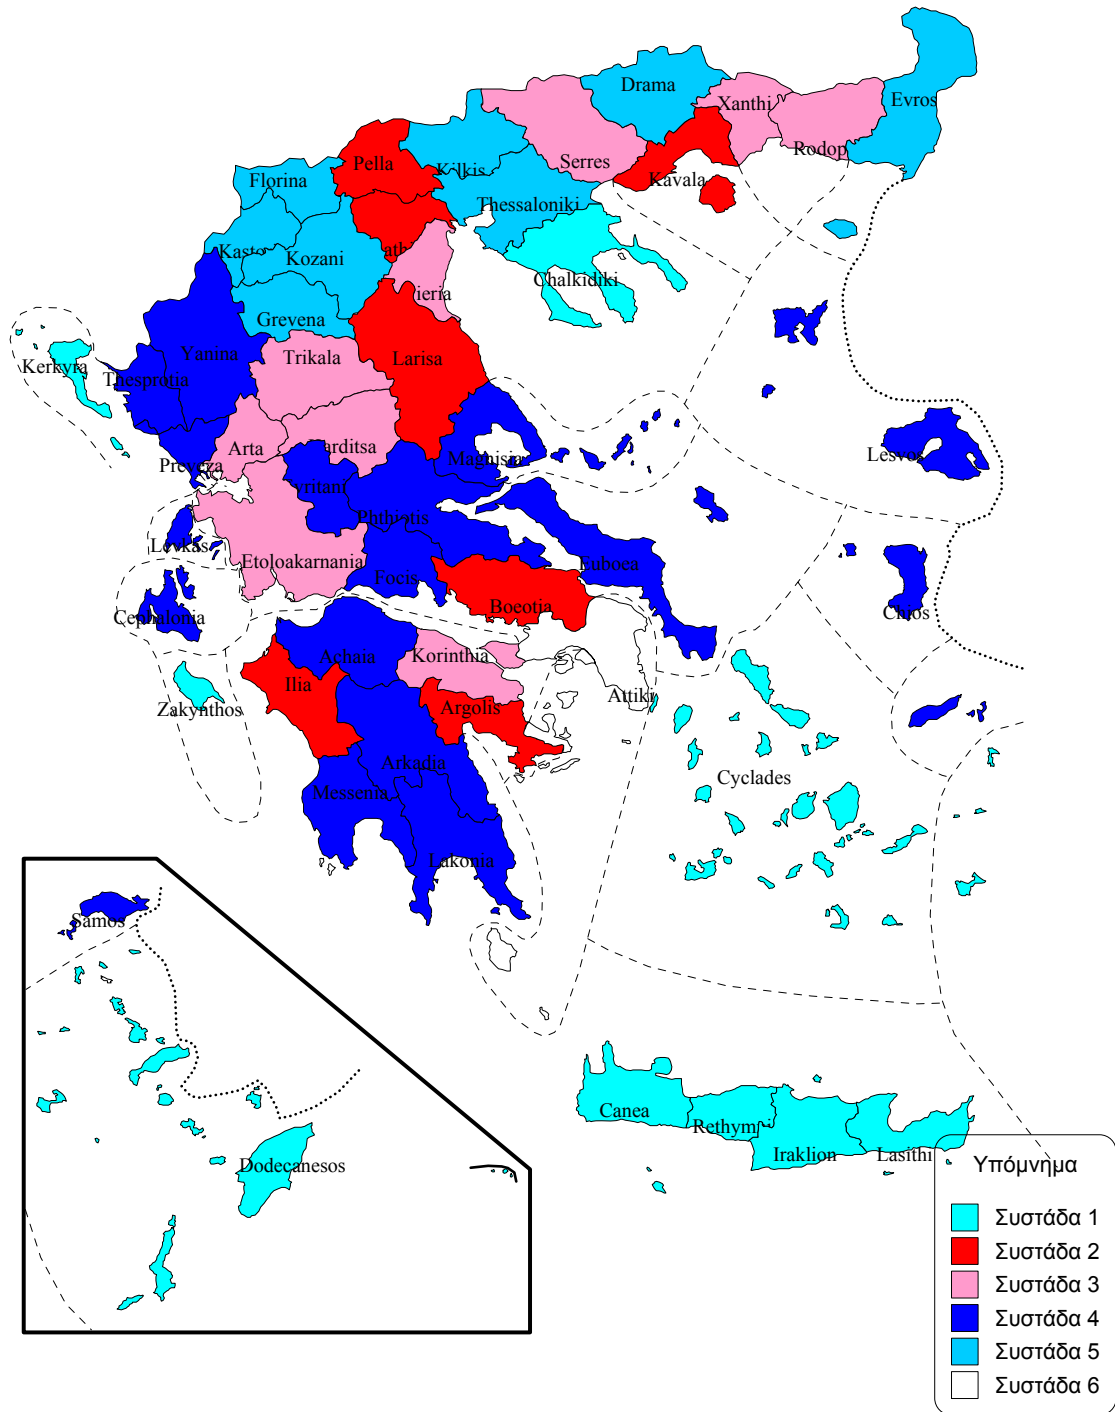 Drama
Xanthi
Evros
Rodop
Serres
Kavala
Pella
Kilkis
Florina
Thessaloniki
Kozani
Chalkidiki
ieria
Grevena
Trikala
Larisa
Yanina
Kerkyra
Thesprotia
Arta
arditsa
Preveza
Lesvos
yritani
Phthiotis
Levkas
Etoloakarnania
Focis
Euboea
Boeotia
Chios
Cephalonia
Achaia
Korinthia
Ilia
Attiki
Zakynthos
Argolis
Arkadia
Cyclades
Messenia
Lakonia
Samos
Canea
Rethymn
Iraklion
Lasithi
Dodecanesos
Υπόμνημα
Συστάδα 1
Συστάδα 2
Συστάδα 3
Συστάδα 4
Συστάδα 5
Συστάδα 6